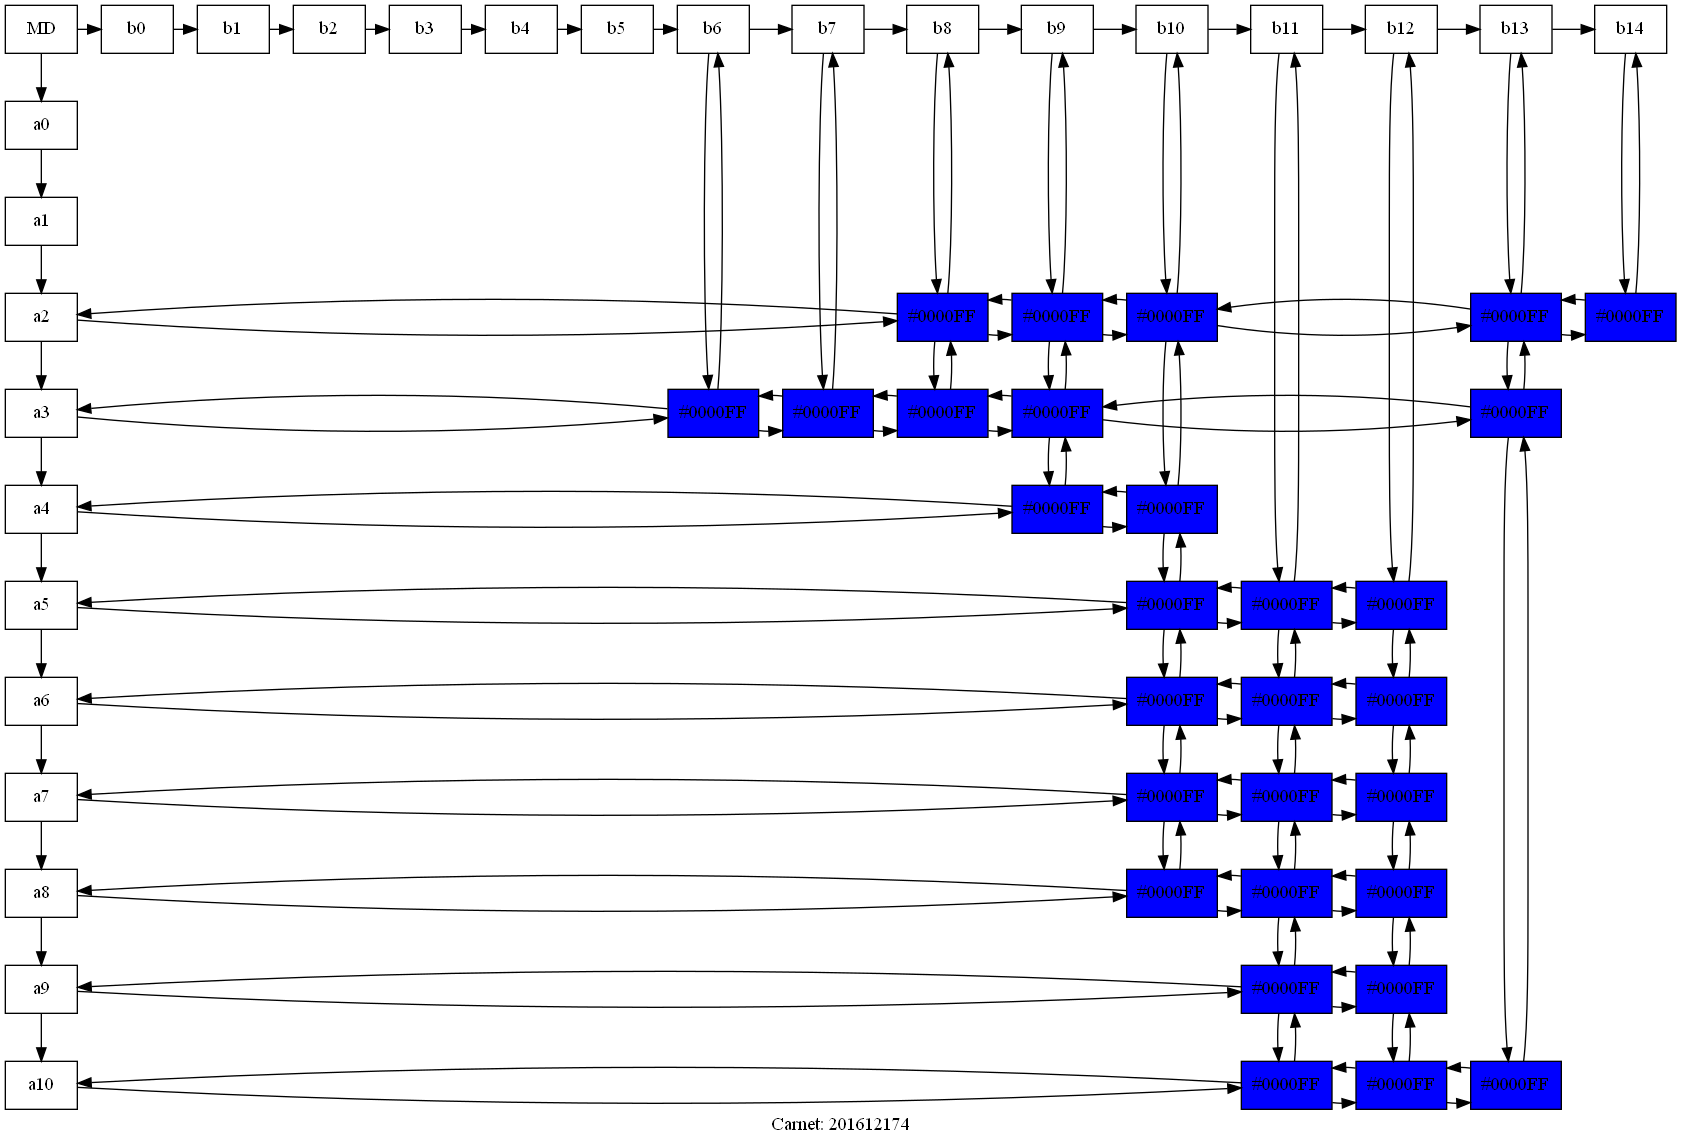 MD b0 b1 b2 b3 b4 b5 b6 b7 b8 b9 b10 b11 b12 b13 b14
a0
a1
a2 #0000FF #0000FF #0000FF #0000FF #0000FF
a3 #0000FF #0000FF #0000FF #0000FF #0000FF
a4 #0000FF #0000FF
a5 #0000FF #0000FF #0000FF
a6 #0000FF #0000FF #0000FF
a7 #0000FF #0000FF #0000FF
a8 #0000FF #0000FF #0000FF
a9 #0000FF #0000FF
a10 #0000FF #0000FF #0000FF
Carnet: 201612174